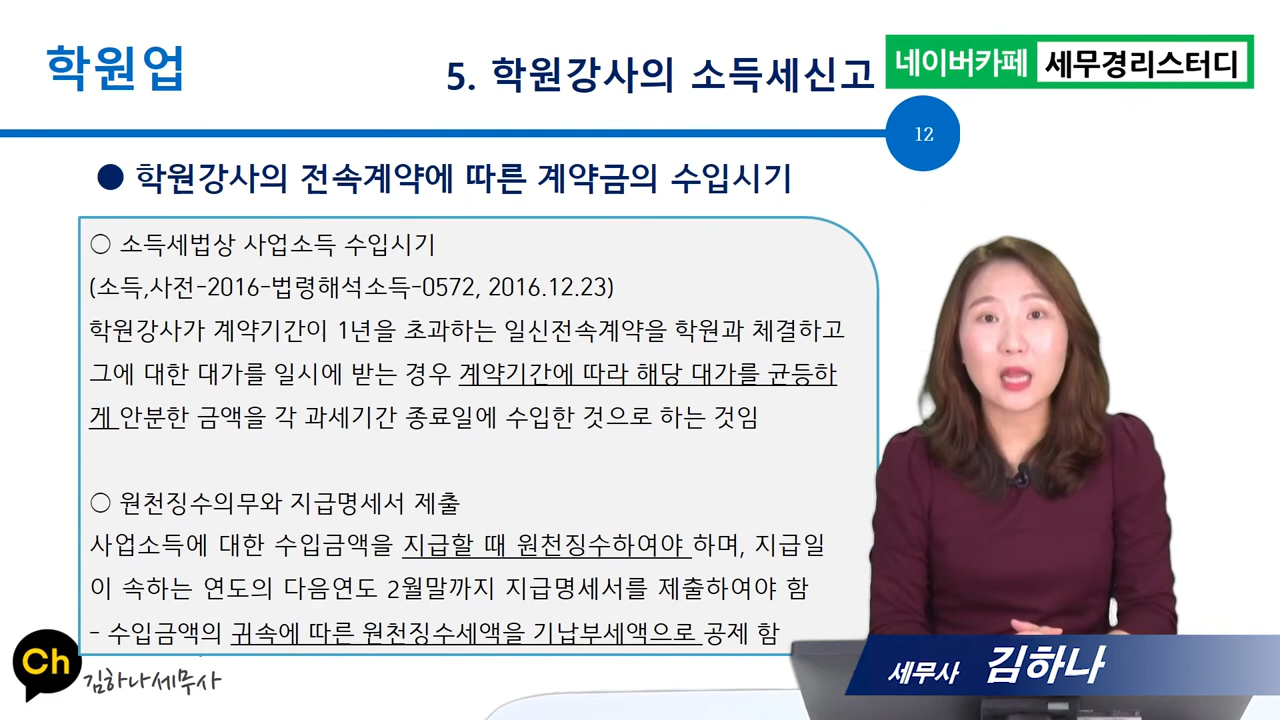 학원업
5. 학원강사의 소득세신고
네이버카페 세무경리스터디
12
● 학원강사의 전속계약에 따른 계약금의 수입시기
○ 소득세법상 사업소득 수입시기
(소득,사전-2016-법령해석소득-0572, 2016.12.23)
학원강사가 계약기간이 1년을 초과하는 일신전속계약을 학원과 체결하고
그에 대한 대가를 일시에 받는 경우 계약기간에 따라 해당 대가를 균등하
게 안분한 금액을 각 과세기간 종료일에 수입한 것으로 하는 것임
○ 원천징수의무와 지급명세서 제출
사업소득에 대한 수입금액을 지급할 때 원천징수하여야 하며, 지급일
이 속하는 연도의 다음연도 2월말까지 지급명세서를 제출하여야 함
- 수입금액의 귀속에 따른 원천징수세액을 기납부세액으로 공제 함
Ch 김하나세무사
세무사 김하나